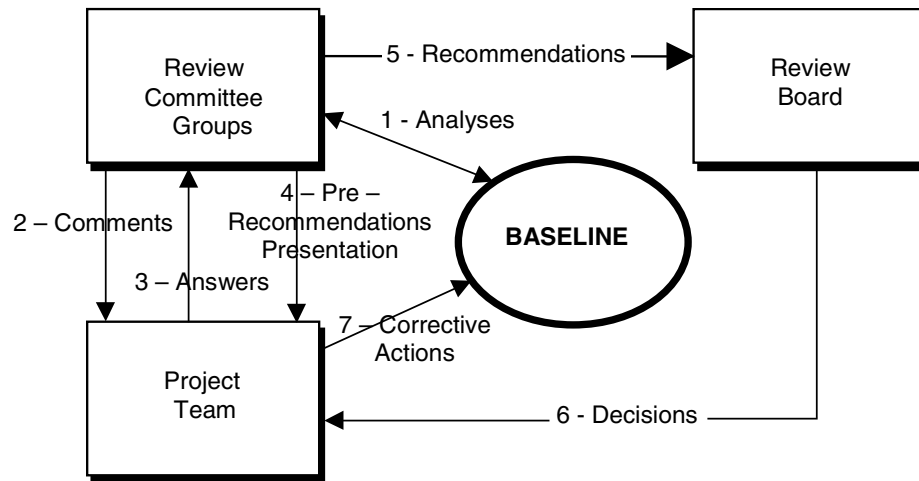 Review
Committee
Groups
5 - Recommendations
Review
Board
1 - Analyses
2 – Comments
3 – Answers
4 – Pre –
Recommendations
Presentation
BASELINE
7 – Corrective
Actions
Project
Team
6 - Decisions